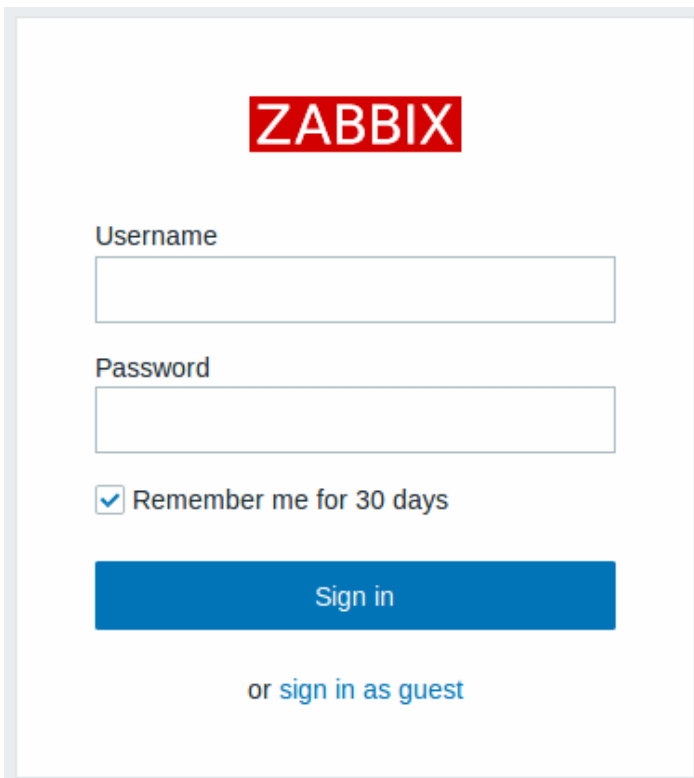 ZABBIX
Username
Password
Remember me for 30 days
Sign in
or sign in as guest